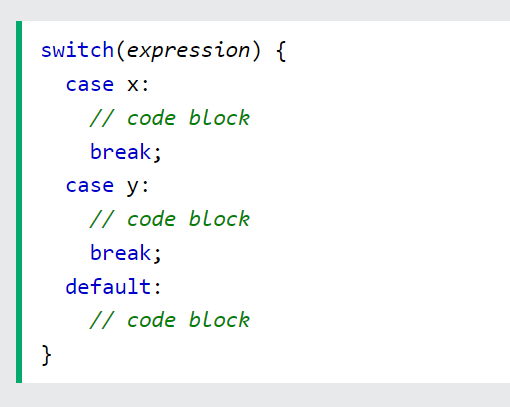 switch(expression) {
  case x:
    // code block
    break;
  case y:
    // code block
    break;
  default:
    // code block
}